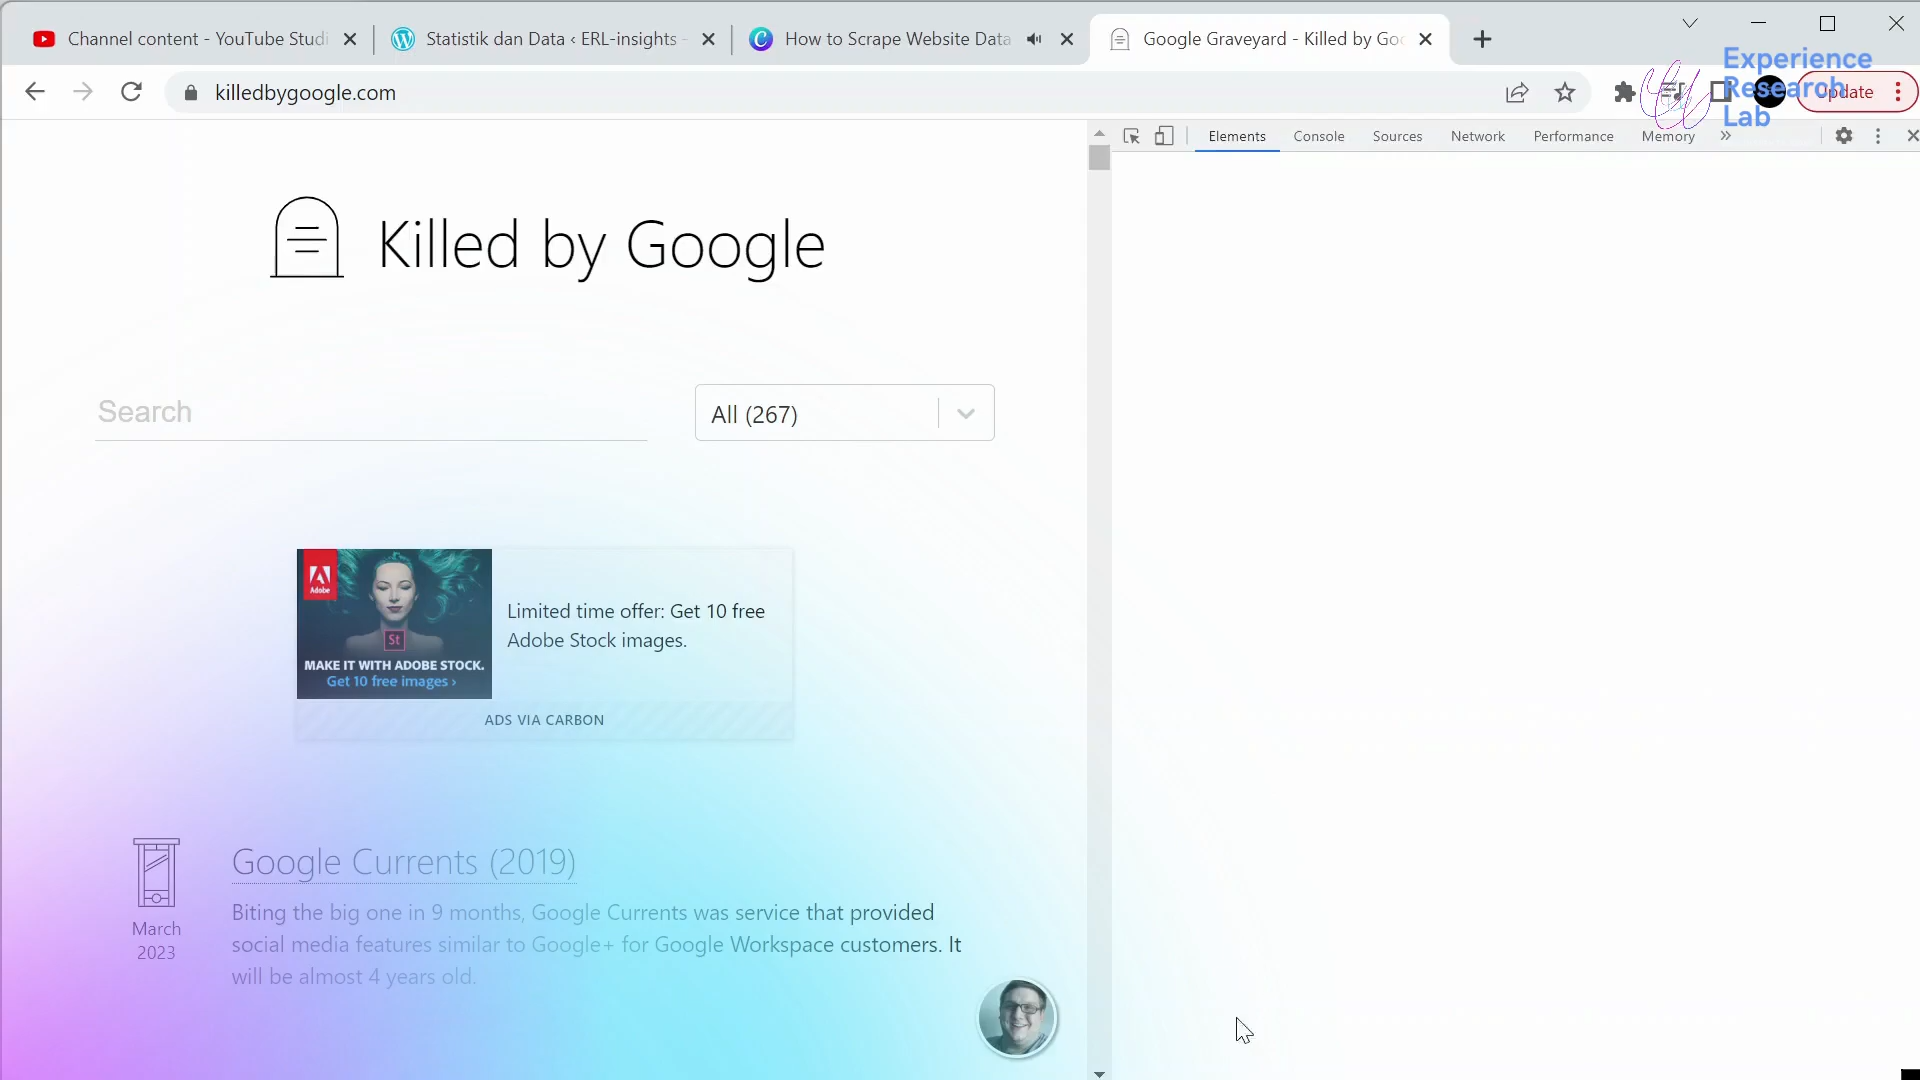 Channel content - YouTube Studi
Statistik dan Data ‹ ERL-insights -
How to Scrape Website Data
Google Graveyard - Killed by Goo
Experience
Research
Lab
killedbygoogle.com
Update
Elements
Console
Sources
Network
Performance
Memory
Killed by Google
Search
All (267)
Adobe
St
MAKE IT WITH ADOBE STOCK.
Get 10 free images ›
Limited time offer: Get 10 free
Adobe Stock images.
ADS VIA CARBON
March
2023
Google Currents (2019)
Biting the big one in 9 months, Google Currents was service that provided
social media features similar to Google+ for Google Workspace customers. It
will be almost 4 years old.